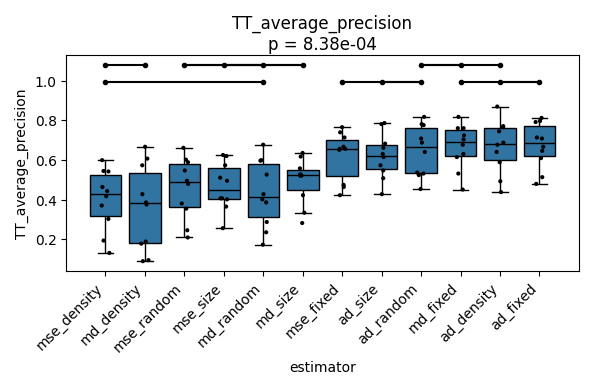 TT_average_precision
p = 8.38e-04
TT_average_precision
1.0
0.8
0.6
0.4
0.2
mse_density
md_density
mse_random
mse_size
md_random
md_size
mse_fixed
ad_size
ad_random
md_fixed
ad_density
ad_fixed
estimator